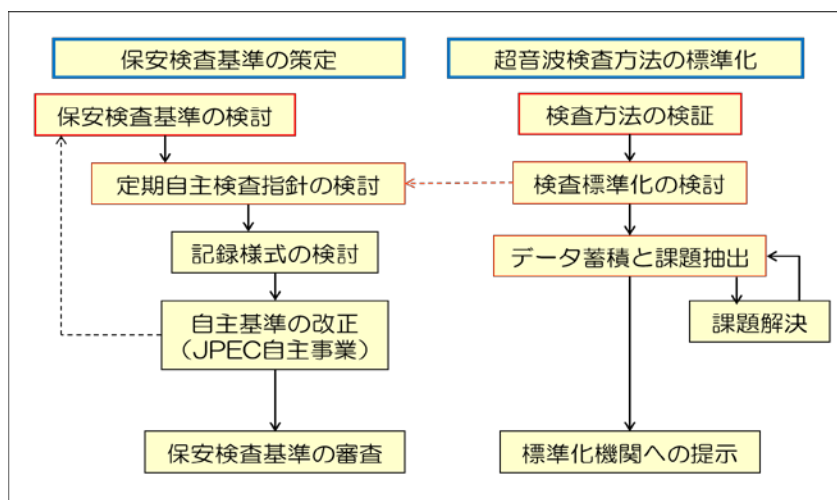 保安検査基準の策定
超音波検査方法の標準化
保安検査基準の検討
検査方法の検証
定期自主検査指針の検討
検査標準化の検討
記録様式の検討
データ蓄積と課題抽出
自主基準の改正
（JPEC自主事業）
課題解決
保安検査基準の審査
標準化機関への提示